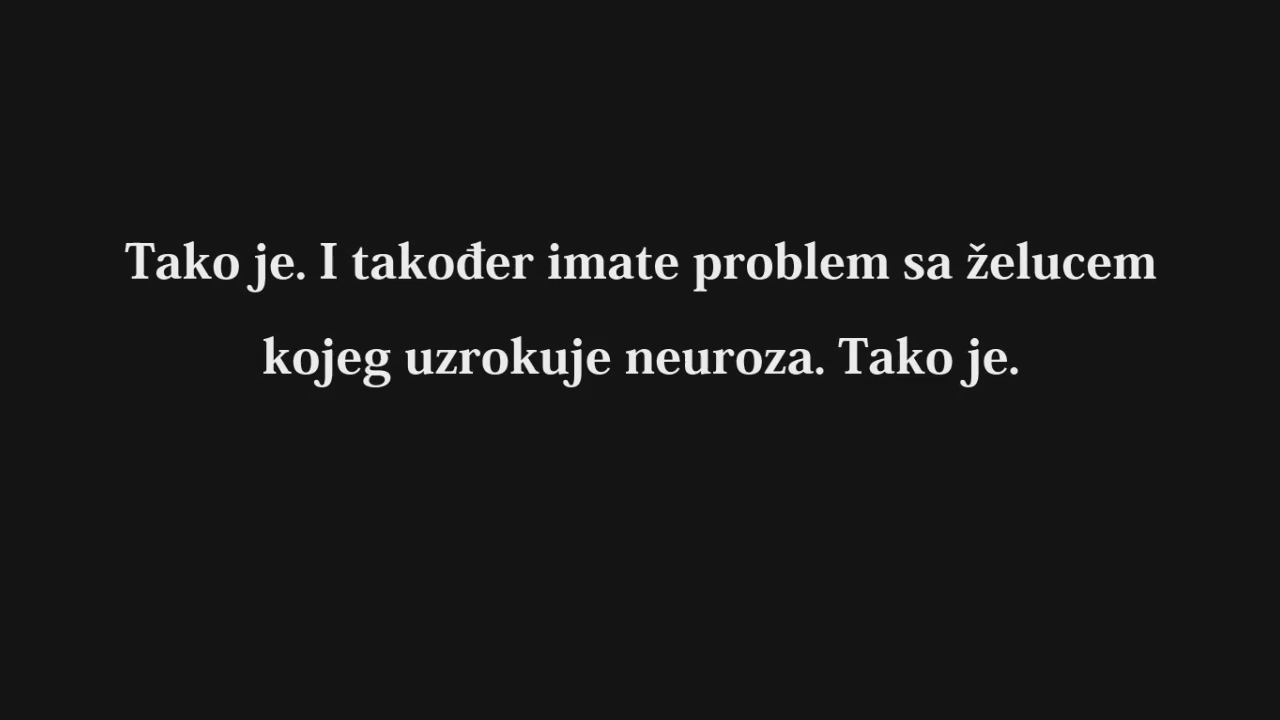 Tako je. I također imate problem sa želucem
kojeg uzrokuje neuroza. Tako je.